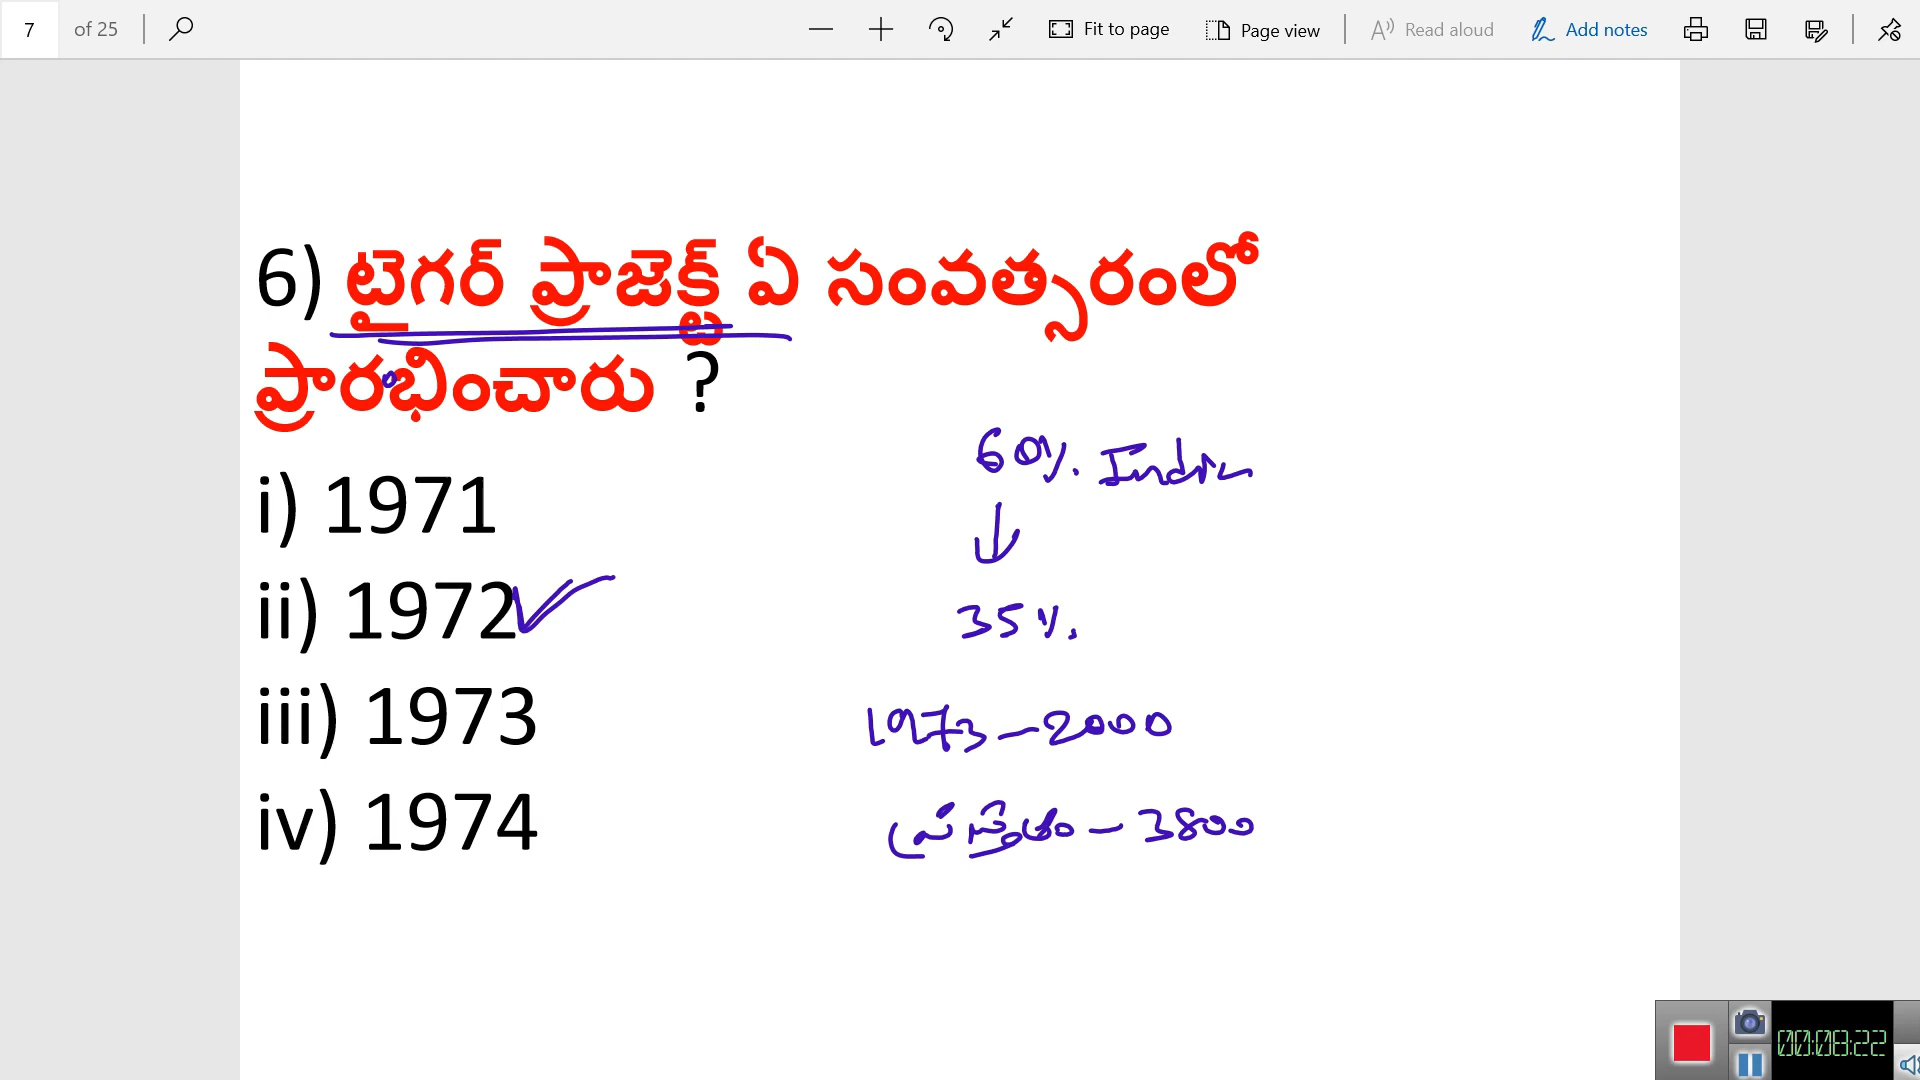 7 of 25 Fit to page Page view Read aloud Add notes
6) టైగర్ ప్రాజెక్ట్ ఏ సంవత్సరంలో
ప్రారంభించారు ?
60%. India
i) 1971
ii) 1972
35%.
iii) 1973
1973-2000
iv) 1974
ప్రస్తుతం - 3800
00:08:22